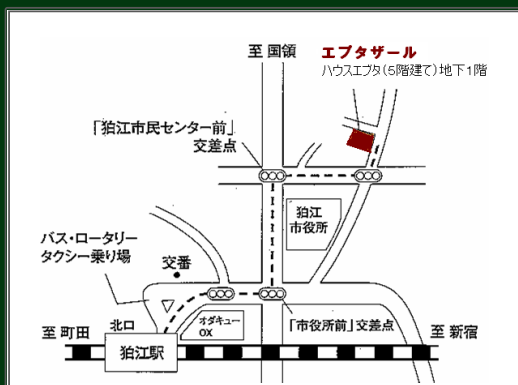 至 国領
エプタザール
ハウスエプタ(5階建て)地下1階
「狛江市民センター前」
交差点
狛江
市役所
バス・ロータリー
タクシー乗り場
交番
「市役所前」交差点
オダキュー
OX
至 町田
北口
狛江駅
至 新宿